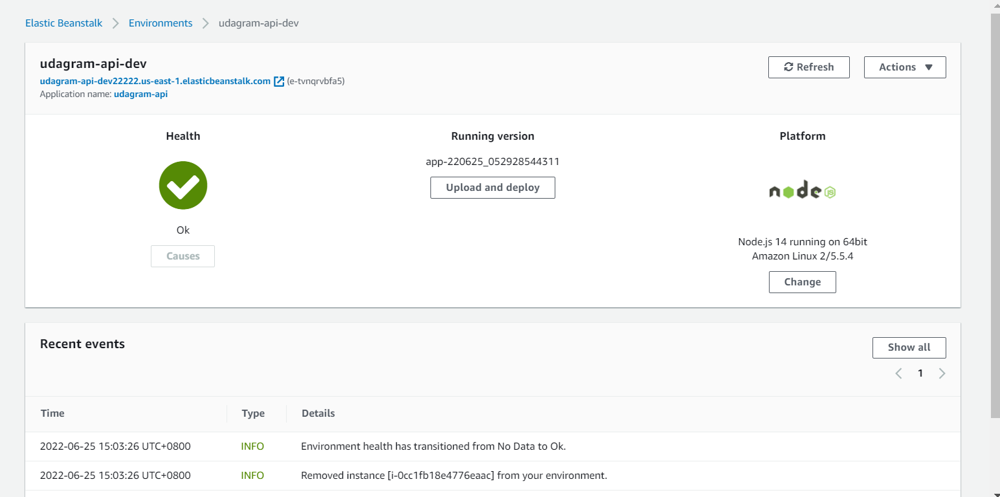 Elastic Beanstalk > Environments > udagram-api-dev
udagram-api-dev
Refresh
Actions
udagram-api-dev22222.us-east-1.elasticbeanstalk.com (e-tvnqrvbfa5)
Application name: udagram-api
Health
Running version
Platform
app-220625_052928544311
Upload and deploy
node JS
Ok
Causes
Node.js 14 running on 64bit
Amazon Linux 2/5.5.4
Change
Recent events
Show all
1
Time Type Details
2022-06-25 15:03:26 UTC+0800 INFO Environment health has transitioned from No Data to Ok.
2022-06-25 15:03:26 UTC+0800 INFO Removed instance [i-0cc1fb18e4776eaac] from your environment.